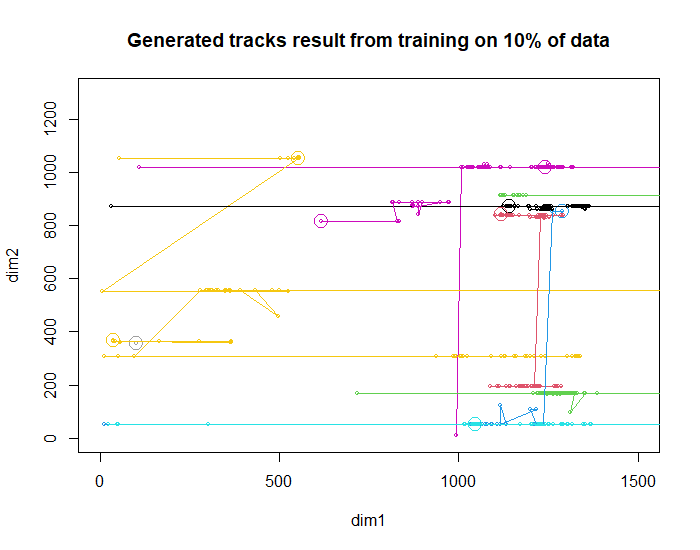 Generated tracks result from training on 10% of data
dim2
0 200 400 600 800 1000 1200
0 500 1000 1500
dim1